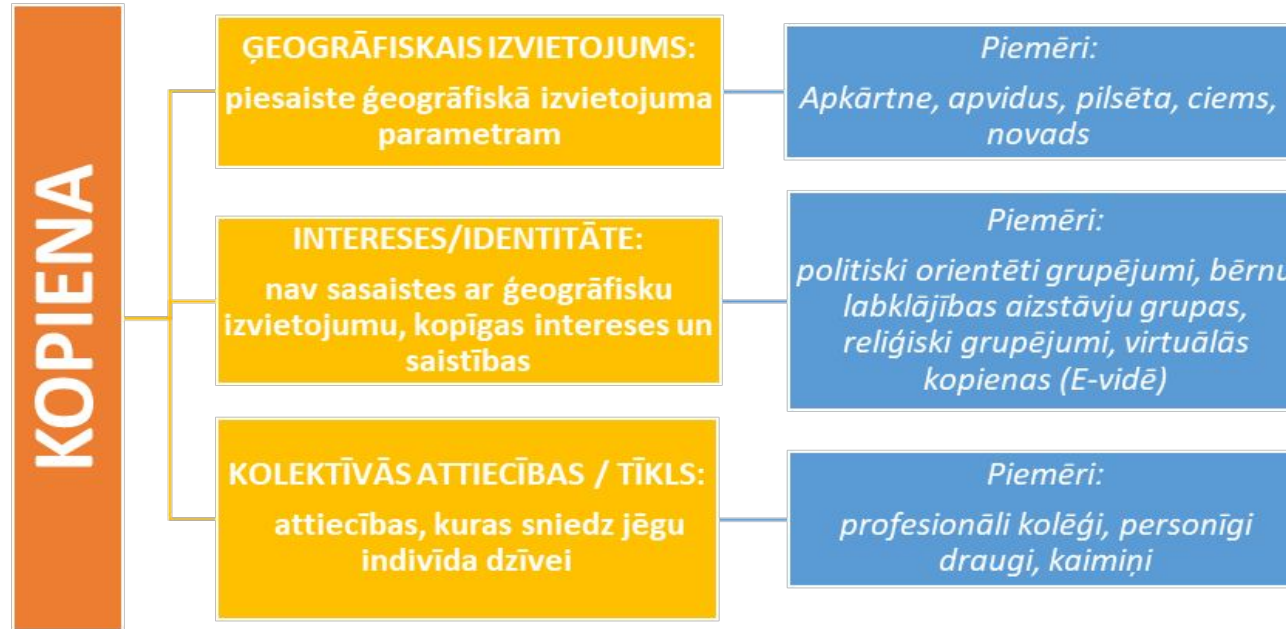 KOPIENA
ĢEOGRĀFISKAIS IZVIETOJUMS:
piesaiste ģeogrāfiskā izvietojuma
parametram
Piemēri:
Apkārtne, apvidus, pilsēta, ciems,
novads
INTERESES/IDENTITĀTE:
nav sasaistes ar ģeogrāfisku
izvietojumu, kopīgas intereses un
saistības
Piemēri:
politiski orientēti grupējumi, bērnu
labklājības aizstāvju grupas,
reliģiski grupējumi, virtuālās
kopienas (E-vidē)
KOLEKTĪVĀS ATTIECĪBAS / TĪKLS:
attiecības, kuras sniedz jēgu
indivīda dzīvei
Piemēri:
profesionāli kolēģi, personīgi
draugi, kaimiņi